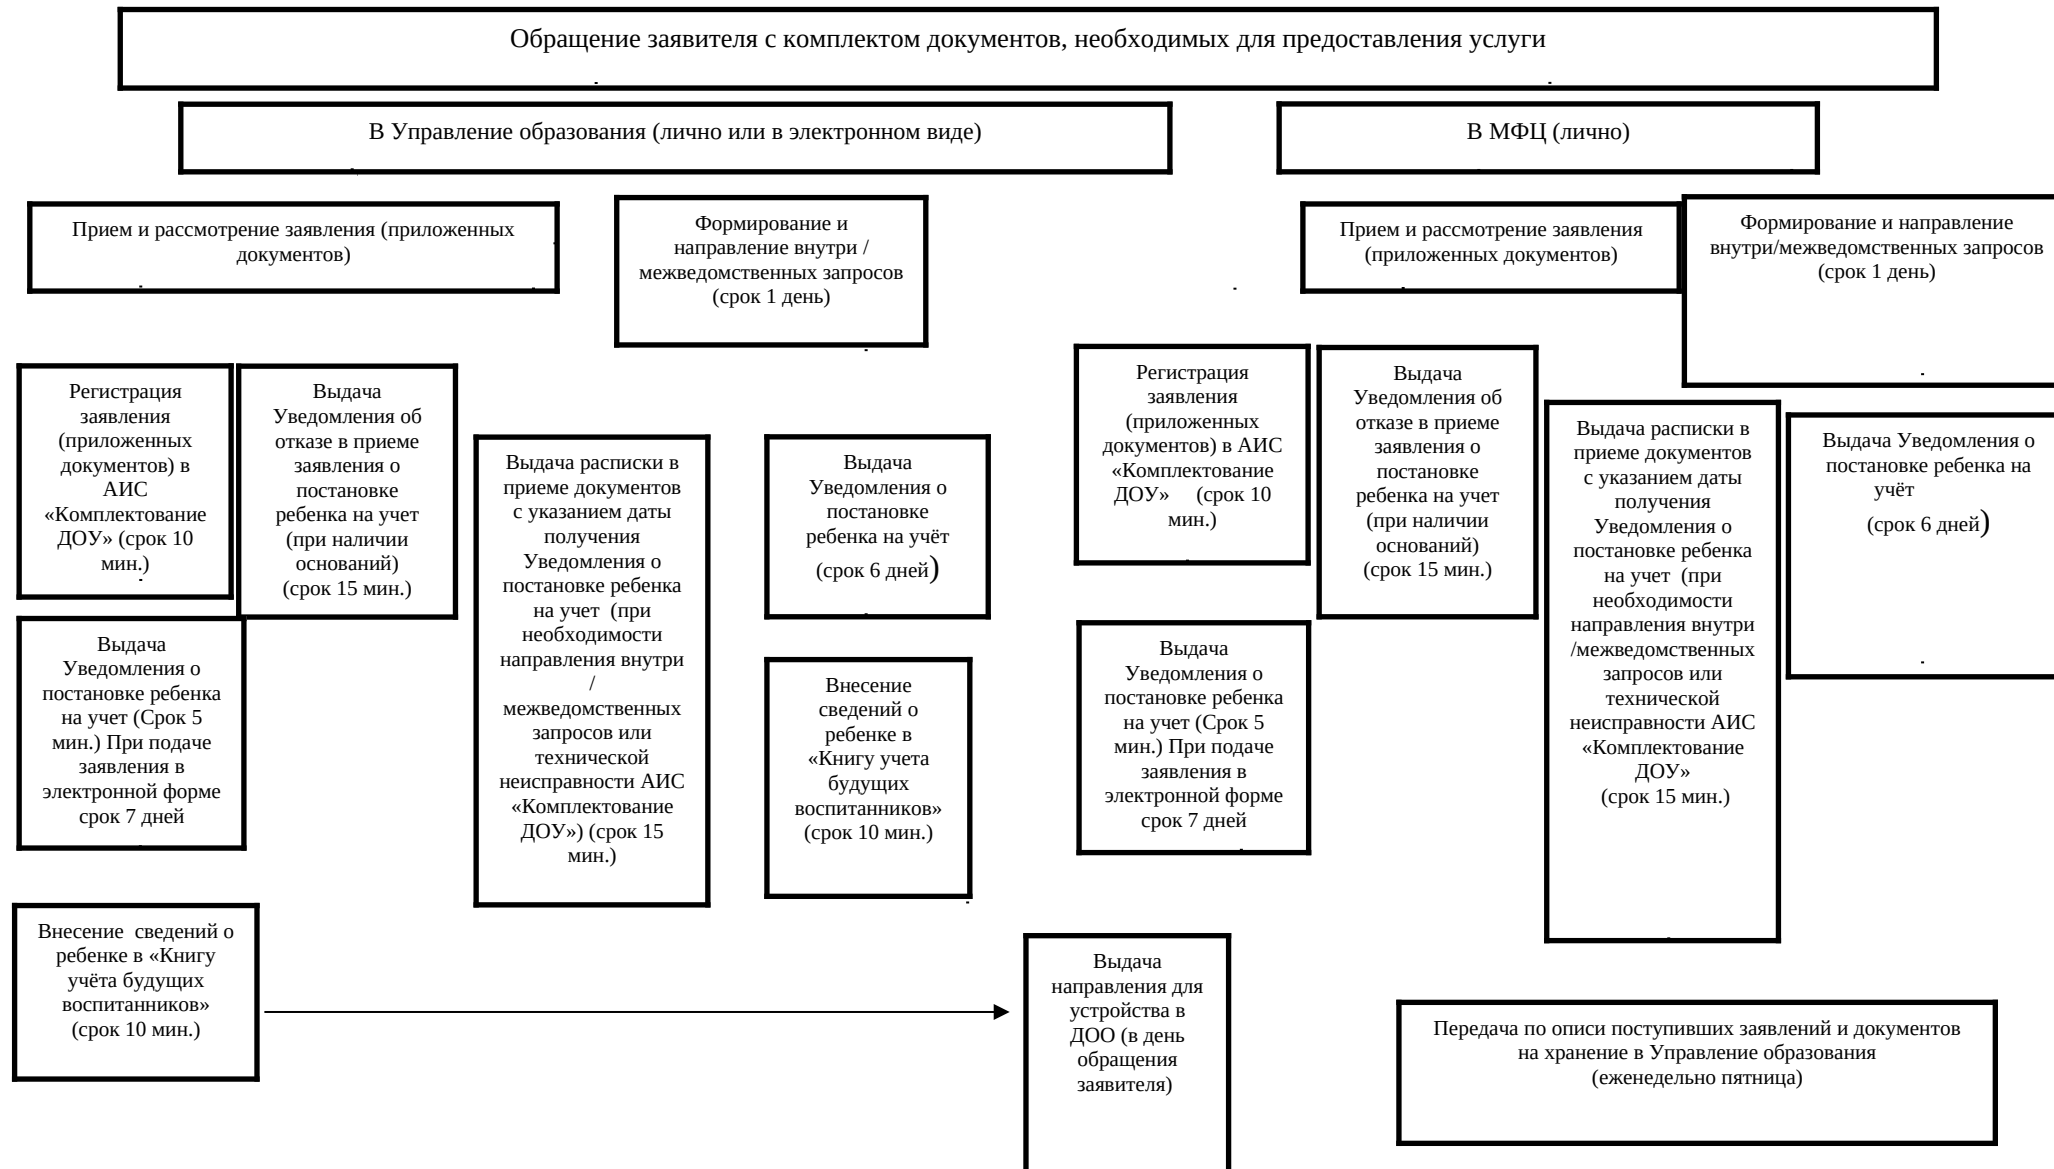 Обращение заявителя с комплектом документов, необходимых для предоставления услуги
В Управление образования (лично или в электронном виде)
В МФЦ (лично)
Прием и рассмотрение заявления (приложенных
документов)
Формирование и
направление внутри /
межведомственных запросов
(срок 1 день)
Прием и рассмотрение заявления
(приложенных документов)
Формирование и направление
внутри/межведомственных запросов
(срок 1 день)
Регистрация
заявления
(приложенных
документов) в
АИС
«Комплектование
ДОУ» (срок 10
мин.)
Выдача
Уведомления об
отказе в приеме
заявления о
постановке
ребенка на учет
(при наличии
оснований)
(срок 15 мин.)
Выдача расписки в
приеме документов
с указанием даты
получения
Уведомления о
постановке ребенка
на учет  (при
необходимости
направления внутри
/
межведомственных
запросов или
технической
неисправности АИС
«Комплектование
ДОУ») (срок 15
мин.)
Выдача
Уведомления о
постановке
ребенка на учёт
(срок 6 дней)
Регистрация
заявления
(приложенных
документов) в АИС
«Комплектование
ДОУ»     (срок 10
мин.)
Выдача
Уведомления об
отказе в приеме
заявления о
постановке
ребенка на учет
(при наличии
оснований)
(срок 15 мин.)
Выдача расписки в
приеме документов
с указанием даты
получения
Уведомления о
постановке ребенка
на учет  (при
необходимости
направления внутри
/межведомственных
запросов или
технической
неисправности АИС
«Комплектование
ДОУ»
(срок 15 мин.)
Выдача Уведомления о
постановке ребенка на
учёт
(срок 6 дней)
Выдача
Уведомления о
постановке ребенка
на учет (Срок 5
мин.) При подаче
заявления в
электронной форме
срок 7 дней
Внесение
сведений о
ребенке в
«Книгу учета
будущих
воспитанников»
(срок 10 мин.)
Выдача
Уведомления о
постановке ребенка
на учет (Срок 5
мин.) При подаче
заявления в
электронной форме
срок 7 дней
Внесение  сведений о
ребенке в «Книгу
учёта будущих
воспитанников»
(срок 10 мин.)
Выдача
направления для
устройства в
ДОО (в день
обращения
заявителя)
Передача по описи поступивших заявлений и документов
на хранение в Управление образования
(еженедельно пятница)